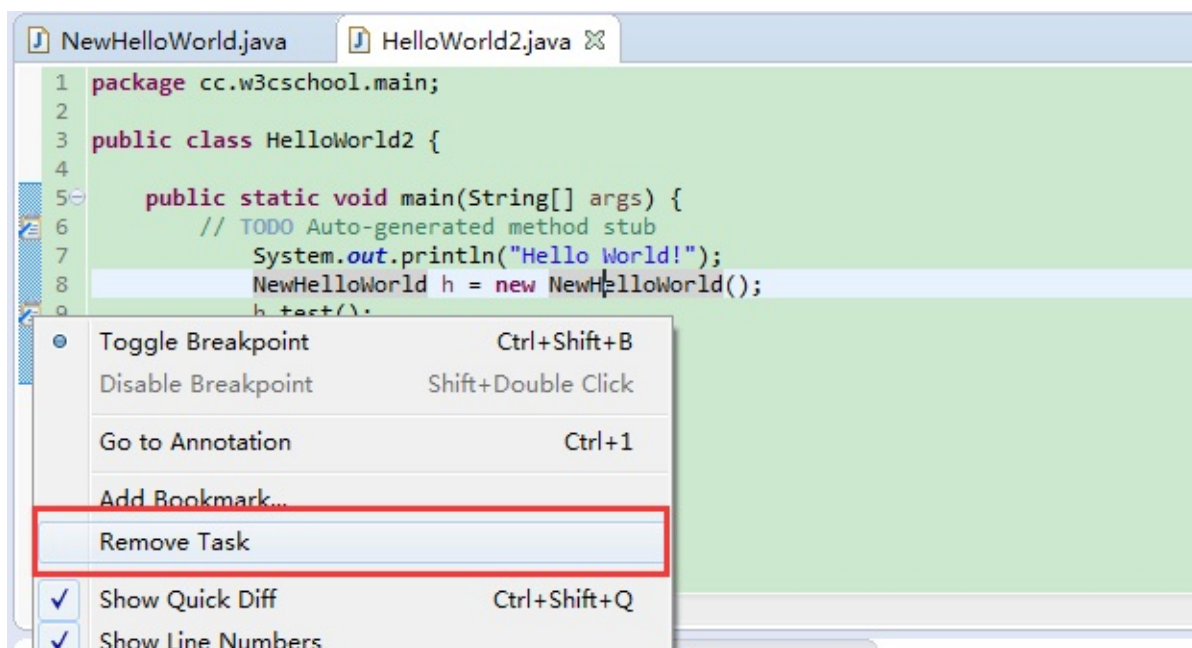 NewHelloWorld.java HelloWorld2.java
1 package cc.w3cschool.main;
2
3 public class HelloWorld2 {
4
5 public static void main(String[] args) {
6 // TODO Auto-generated method stub
7 System.out.println("Hello World!");
8 NewHelloWorld h = new NewHelloWorld();
9 h.test();
Toggle Breakpoint Ctrl+Shift+B
Disable Breakpoint Shift+Double Click
Go to Annotation Ctrl+1
Add Bookmark...
Remove Task
Show Quick Diff Ctrl+Shift+Q
Show Line Numbers